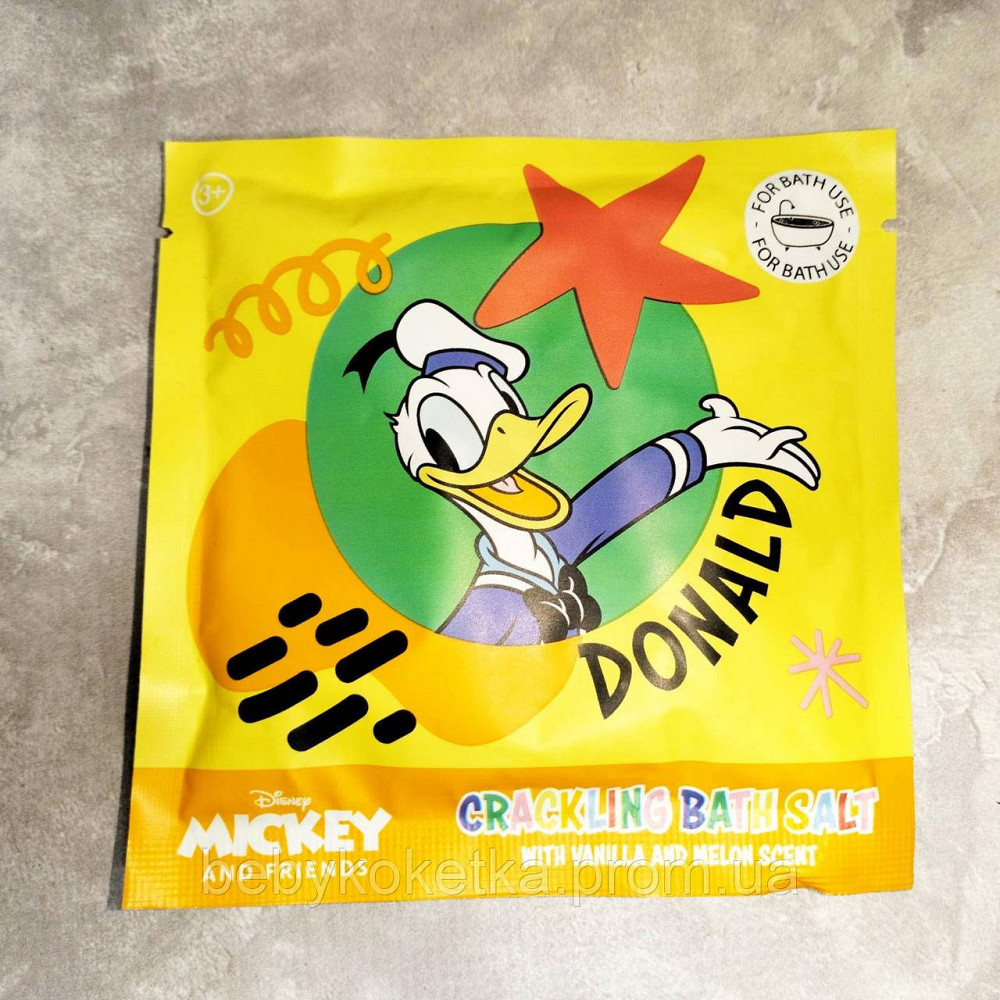 3+
- FOR BATH USE -
FOR BATH USE
DONALD
Disney
MICKEY
AND FRIENDS
CRACKLING BATH SALT
WITH VANILLA AND MELON SCENT
bebykoketka.prom.ua